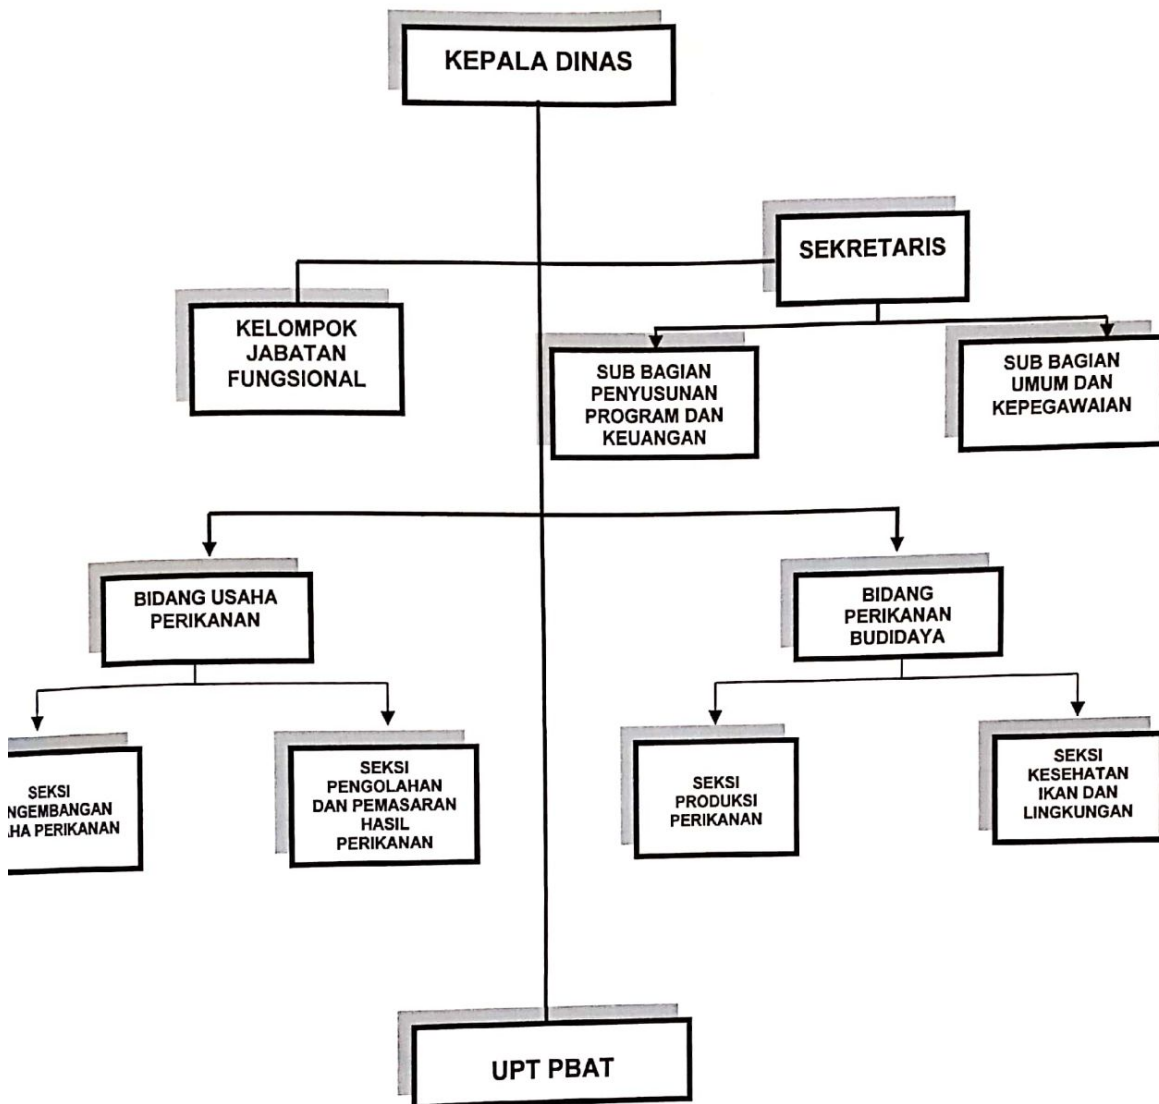 KEPALA DINAS
SEKRETARIS
KELOMPOK
JABATAN
FUNGSIONAL
SUB BAGIAN
PENYUSUNAN
PROGRAM DAN
KEUANGAN
SUB BAGIAN
UMUM DAN
KEPEGAWAIAN
BIDANG USAHA
PERIKANAN
BIDANG
PERIKANAN
BUDIDAYA
SEKSI
NGEMBANGAN
AHA PERIKANAN
SEKSI
PENGOLAHAN
DAN PEMASARAN
HASIL
PERIKANAN
SEKSI
PRODUKSI
PERIKANAN
SEKSI
KESEHATAN
IKAN DAN
LINGKUNGAN
UPT PBAT